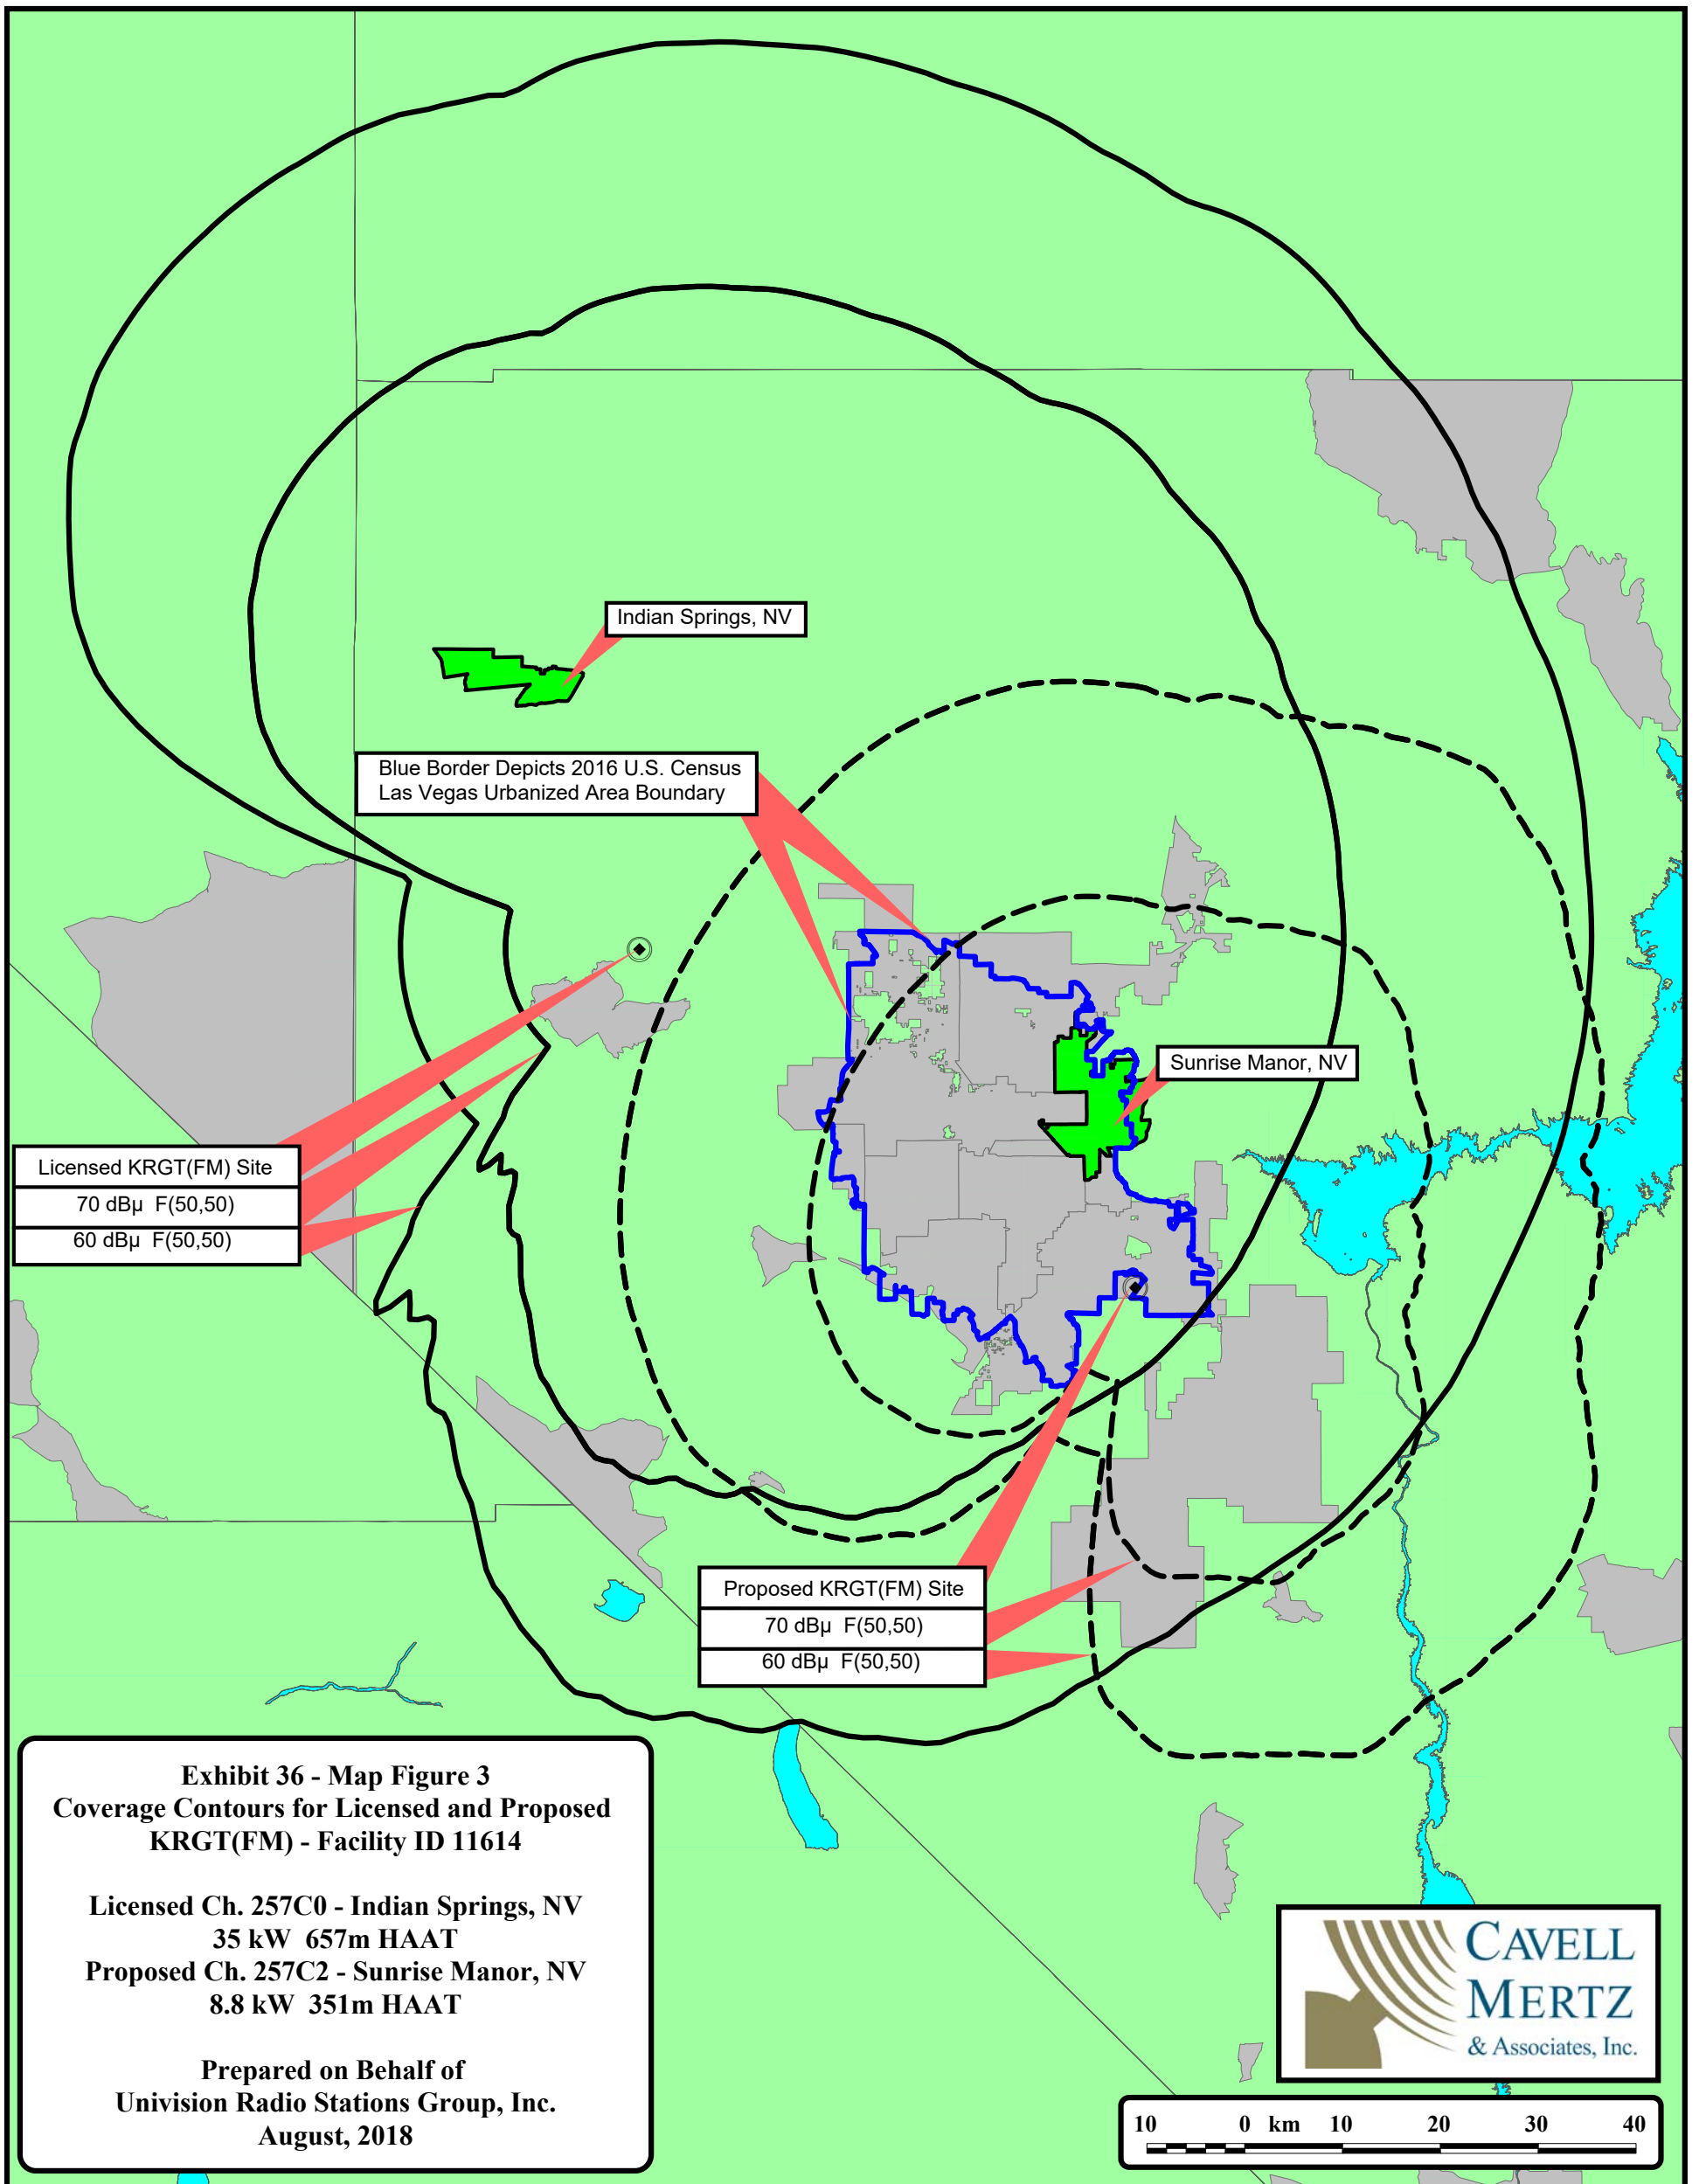 Indian Springs, NV
Blue Border Depicts 2016 U.S. Census
Las Vegas Urbanized Area Boundary
Sunrise Manor, NV
Licensed KRGT(FM) Site
70 dBµ F(50,50)
60 dBµ F(50,50)
Proposed KRGT(FM) Site
70 dBµ F(50,50)
60 dBµ F(50,50)
Exhibit 36 - Map Figure 3
Coverage Contours for Licensed and Proposed
KRGT(FM) - Facility ID 11614
Licensed Ch. 257C0 - Indian Springs, NV
35 kW 657m HAAT
Proposed Ch. 257C2 - Sunrise Manor, NV
8.8 kW 351m HAAT
Prepared on Behalf of
Univision Radio Stations Group, Inc.
August, 2018
CAVELL
MERTZ
& Associates, Inc.
10 0 km 10 20 30 40